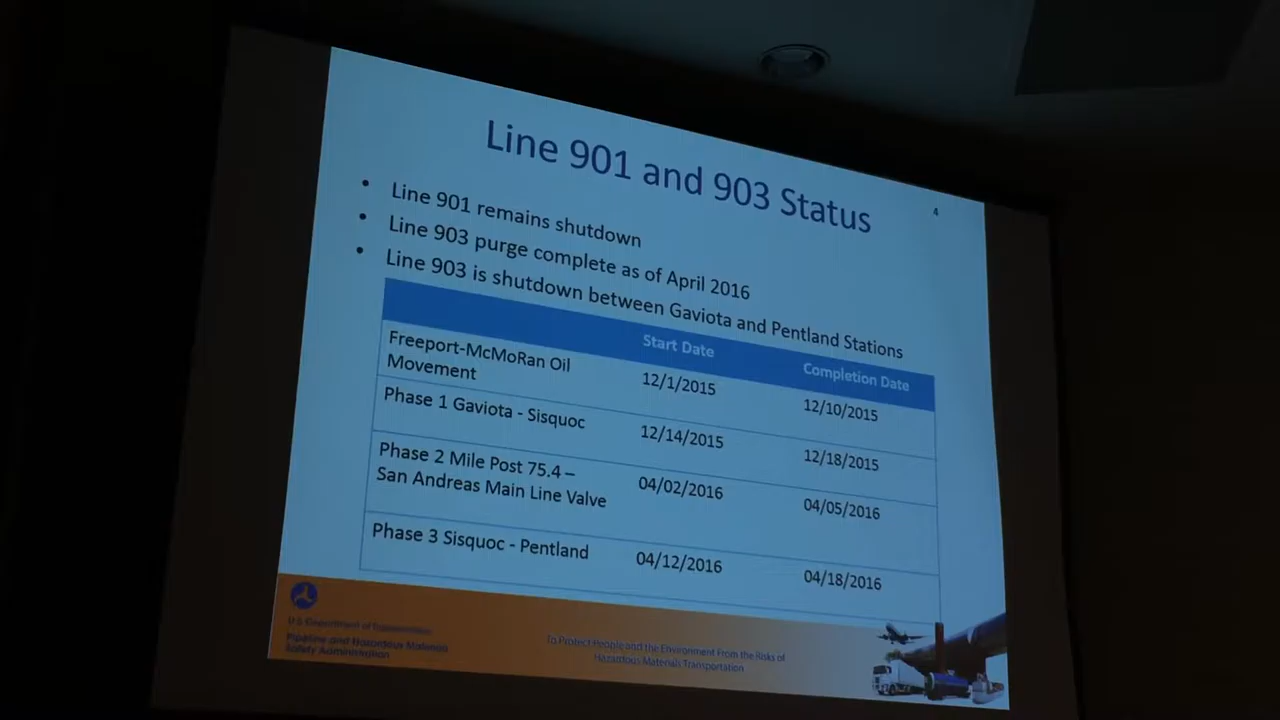 Line 901 and 903 Status
4
• Line 901 remains shutdown
• Line 903 purge complete as of April 2016
• Line 903 is shutdown between Gaviota and Pentland Stations
Start Date
Completion Date
Freeport-McMoRan Oil
Movement
12/1/2015
12/10/2015
Phase 1 Gaviota - Sisquoc
12/14/2015
12/18/2015
Phase 2 Mile Post 75.4 –
San Andreas Main Line Valve
04/02/2016
04/05/2016
Phase 3 Sisquoc - Pentland
04/12/2016
04/18/2016
U.S. Department of Transportation
Pipeline and Hazardous Materials
Safety Administration
To Protect People and the Environment From the Risks of
Hazardous Materials Transportation